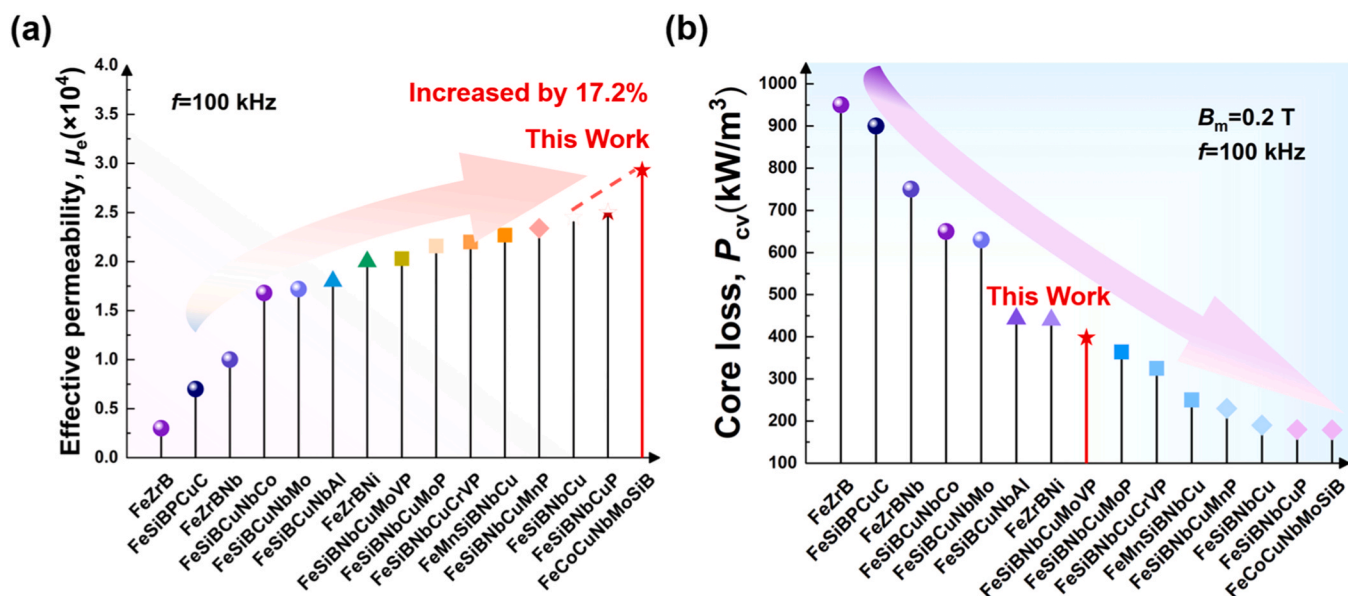 (a)
Effective permeability, μe(×10⁴)
4.0
3.5
3.0
2.5
2.0
1.5
1.0
0.5
0.0
f=100 kHz
Increased by 17.2%
This Work
FeZrB
FeSiBPCuC
FeZrBNb
FeSiBCuNbCo
FeSiBCuNbMo
FeSiBCuNbAl
FeZrBNi
FeSiBNbCuMoVP
FeSiBNbCuMoP
FeSiBNbCuCrVP
FeMnSiBNbCu
FeSiBNbCuMnP
FeSiBNbCu
FeSiBNbCuP
FeCoCuNbMoSiB
(b)
Core loss, Pcv(kW/m³)
1000
900
800
700
600
500
400
300
200
100
Bm=0.2 T
f=100 kHz
This Work
FeZrB
FeSiBPCuC
FeZrBNb
FeSiBCuNbCo
FeSiBCuNbMo
FeSiBCuNbAl
FeZrBNi
FeSiBNbCuMoVP
FeSiBNbCuMoP
FeSiBNbCuCrVP
FeMnSiBNbCu
FeSiBNbCuMnP
FeSiBNbCu
FeSiBNbCuP
FeCoCuNbMoSiB